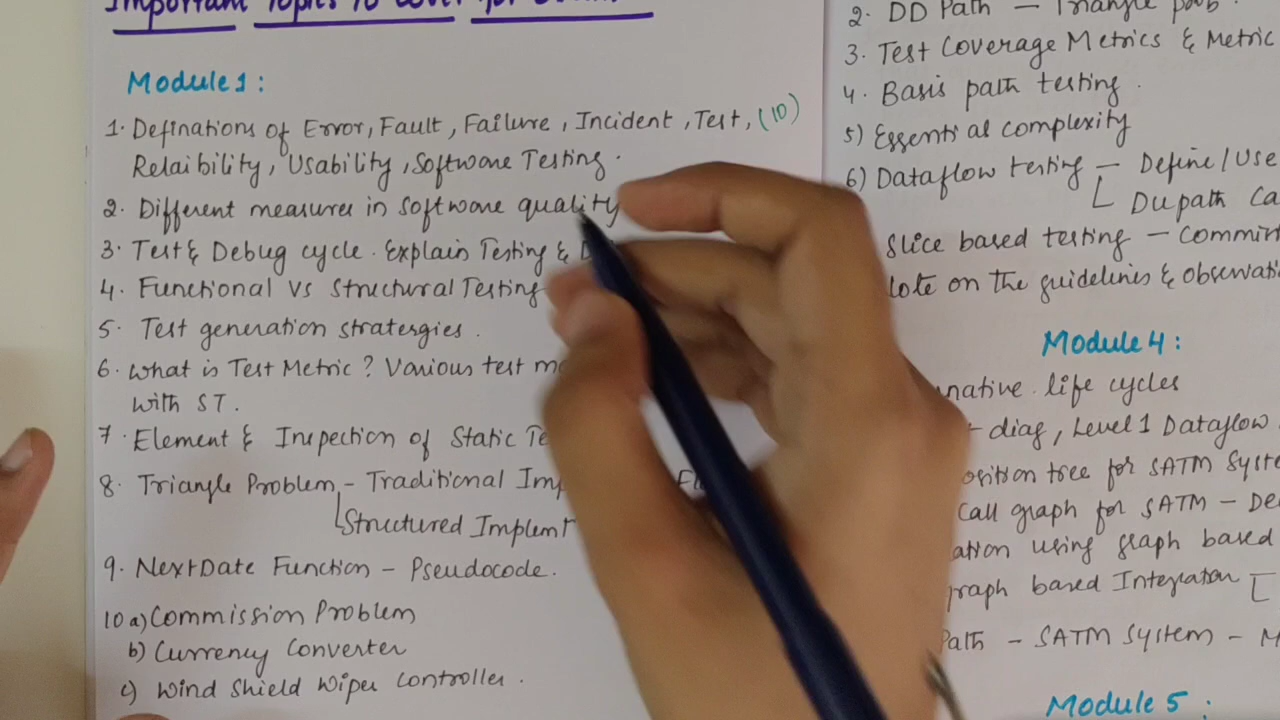 Important Topics to cover for
Module 1 :
1. Definations of Error, Fault, Failure, Incident, Test, (10)
Relaibility, Usability, Software Testing.
2. Different measures in software quality
3. Test & Debug cycle. Explain Testing &
4. Functional Vs Structural Testing
5. Test generation stratergies.
6. What is Test Metric? Various test
with ST.
7. Element & Inspection of Static
8. Triangle Problem - Traditional
Structured Implemt
9. NextDate Function - Pseudocode.
10 a) Commission Problem
b) Currency Converter
c) Wind Shield Wiper Controller.
2. DD Path - Triangle
3. Test Coverage Metrics & Metric
4. Basis path testing.
5) Essential complexity
6) Dataflow testing - Define/Use
Dupath
Slice based testing -
on the guidelines &
Module 4 :
life cycles
diag, Level 1 Dataflow
tree for SATM
Call graph for SATM -
using graph based
based Integration
Path - SATM System -
Module 5 :